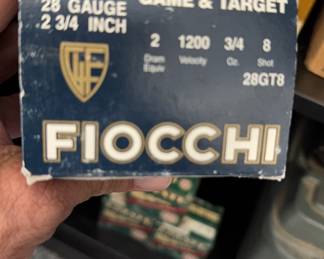 28 GAUGE
GAME & TARGET
2 3/4 INCH
2 1200 3/4 8
Dram Velocity Oz. Shot
Equiv
28GT8
FIOCCHI